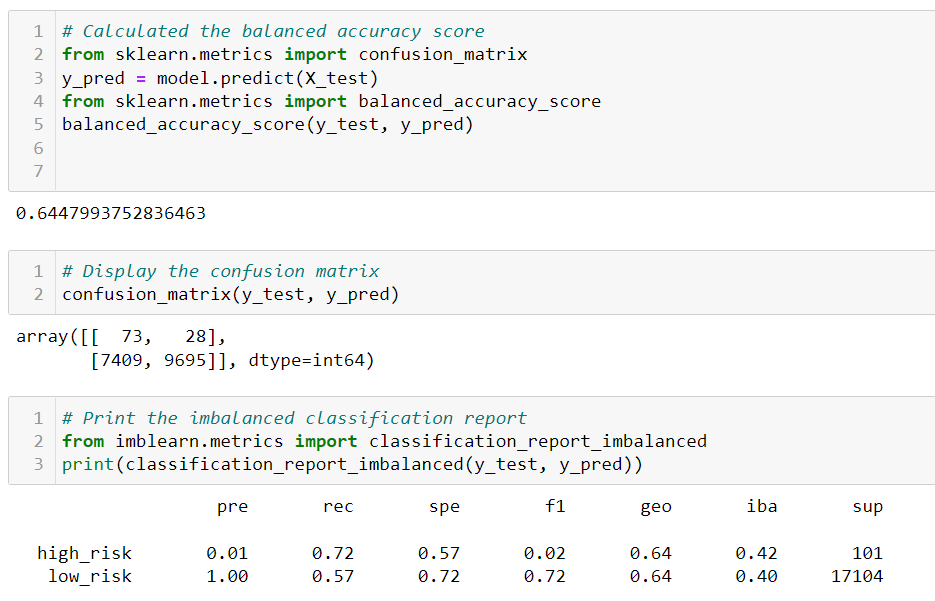 1 # Calculated the balanced accuracy score
2 from sklearn.metrics import confusion_matrix
3 y_pred = model.predict(X_test)
4 from sklearn.metrics import balanced_accuracy_score
5 balanced_accuracy_score(y_test, y_pred)
6
7
0.6447993752836463
1 # Display the confusion matrix
2 confusion_matrix(y_test, y_pred)
array([[  73,   28],
       [7409, 9695]], dtype=int64)
1 # Print the imbalanced classification report
2 from imblearn.metrics import classification_report_imbalanced
3 print(classification_report_imbalanced(y_test, y_pred))
pre rec spe f1 geo iba sup
high_risk 0.01 0.72 0.57 0.02 0.64 0.42 101
low_risk 1.00 0.57 0.72 0.72 0.64 0.40 17104